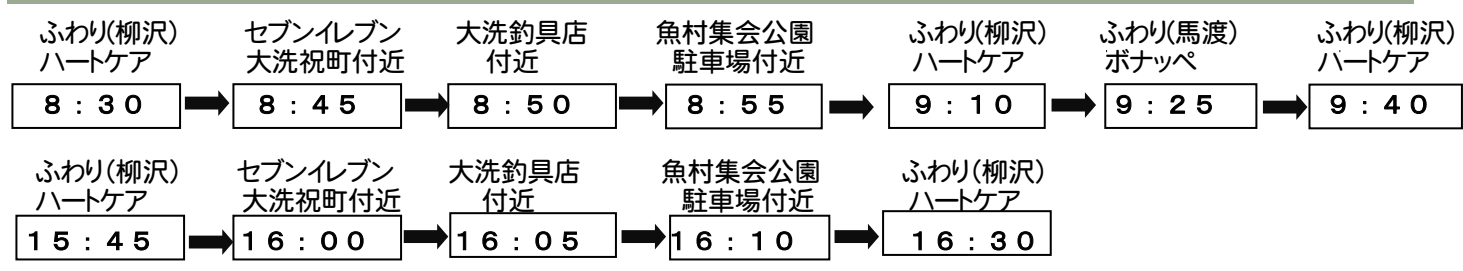 ふわり(柳沢)
ハートケア
セブンイレブン
大洗祝町付近
大洗釣具店
付近
魚村集会公園
駐車場付近
ふわり(柳沢)
ハートケア
ふわり(馬渡)
ボナッペ
ふわり(柳沢)
ハートケア
8:30
8:45
8:50
8:55
9:10
9:25
9:40
ふわり(柳沢)
ハートケア
セブンイレブン
大洗祝町付近
大洗釣具店
付近
魚村集会公園
駐車場付近
ふわり(柳沢)
ハートケア
15:45
16:00
16:05
16:10
16:30